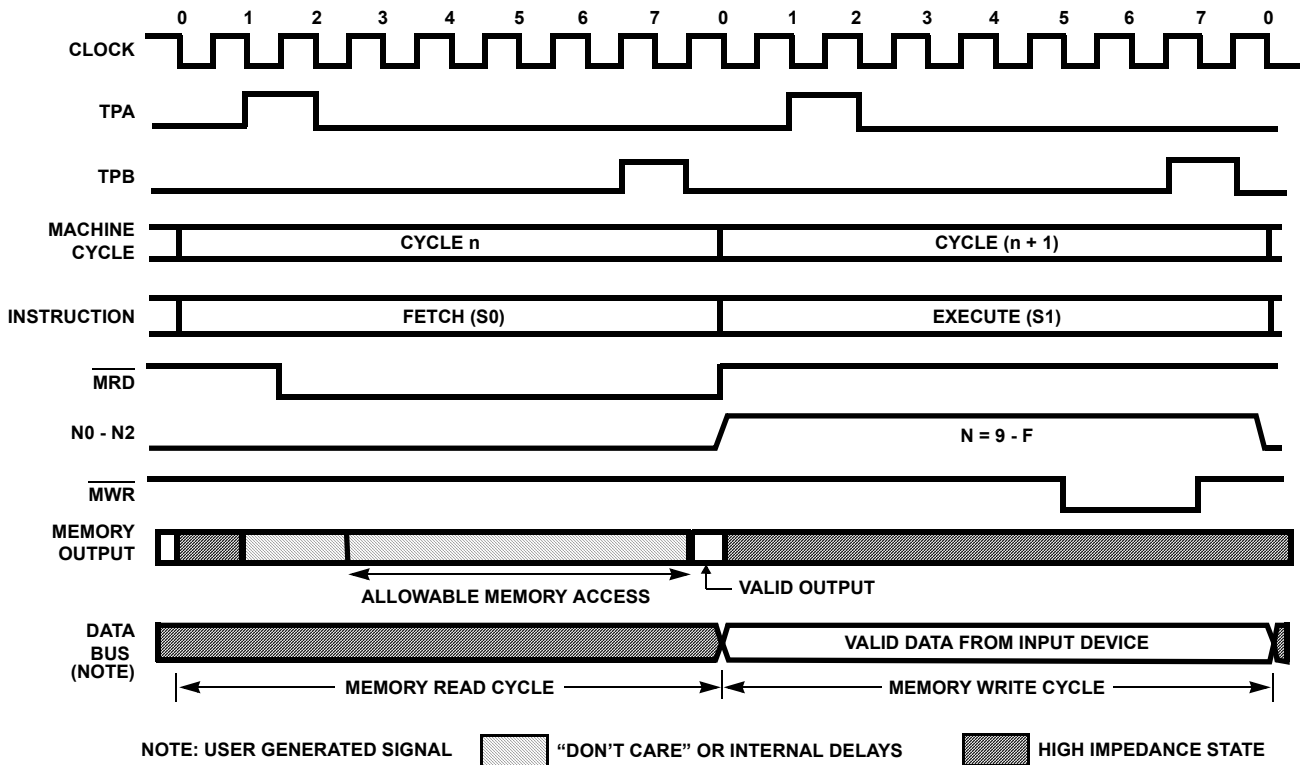 0 1 2 3 4 5 6 7 0 1 2 3 4 5 6 7 0
CLOCK
TPA
TPB
MACHINE
CYCLE
CYCLE n
CYCLE (n + 1)
INSTRUCTION
FETCH (S0)
EXECUTE (S1)
MRD
N0 - N2
N = 9 - F
MWR
MEMORY
OUTPUT
ALLOWABLE MEMORY ACCESS
VALID OUTPUT
DATA
BUS
(NOTE)
VALID DATA FROM INPUT DEVICE
MEMORY READ CYCLE
MEMORY WRITE CYCLE
NOTE: USER GENERATED SIGNAL
“DON’T CARE” OR INTERNAL DELAYS
HIGH IMPEDANCE STATE